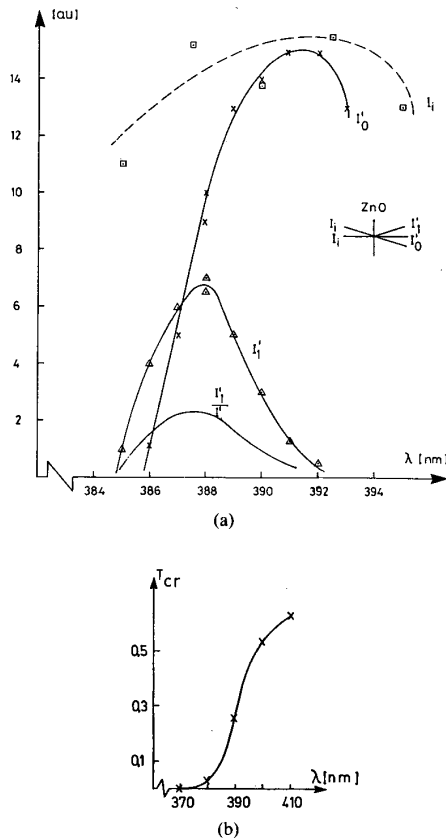 [au]
14
12
10
8
6
4
2
I_i
I'_0
ZnO
I_i I'_1
I_i I'_0
I'_1
I'_1
384 386 388 390 392 394 λ [nm]
(a)
T_cr
0,5
0,3
0,1
370 390 410 λ[nm]
(b)